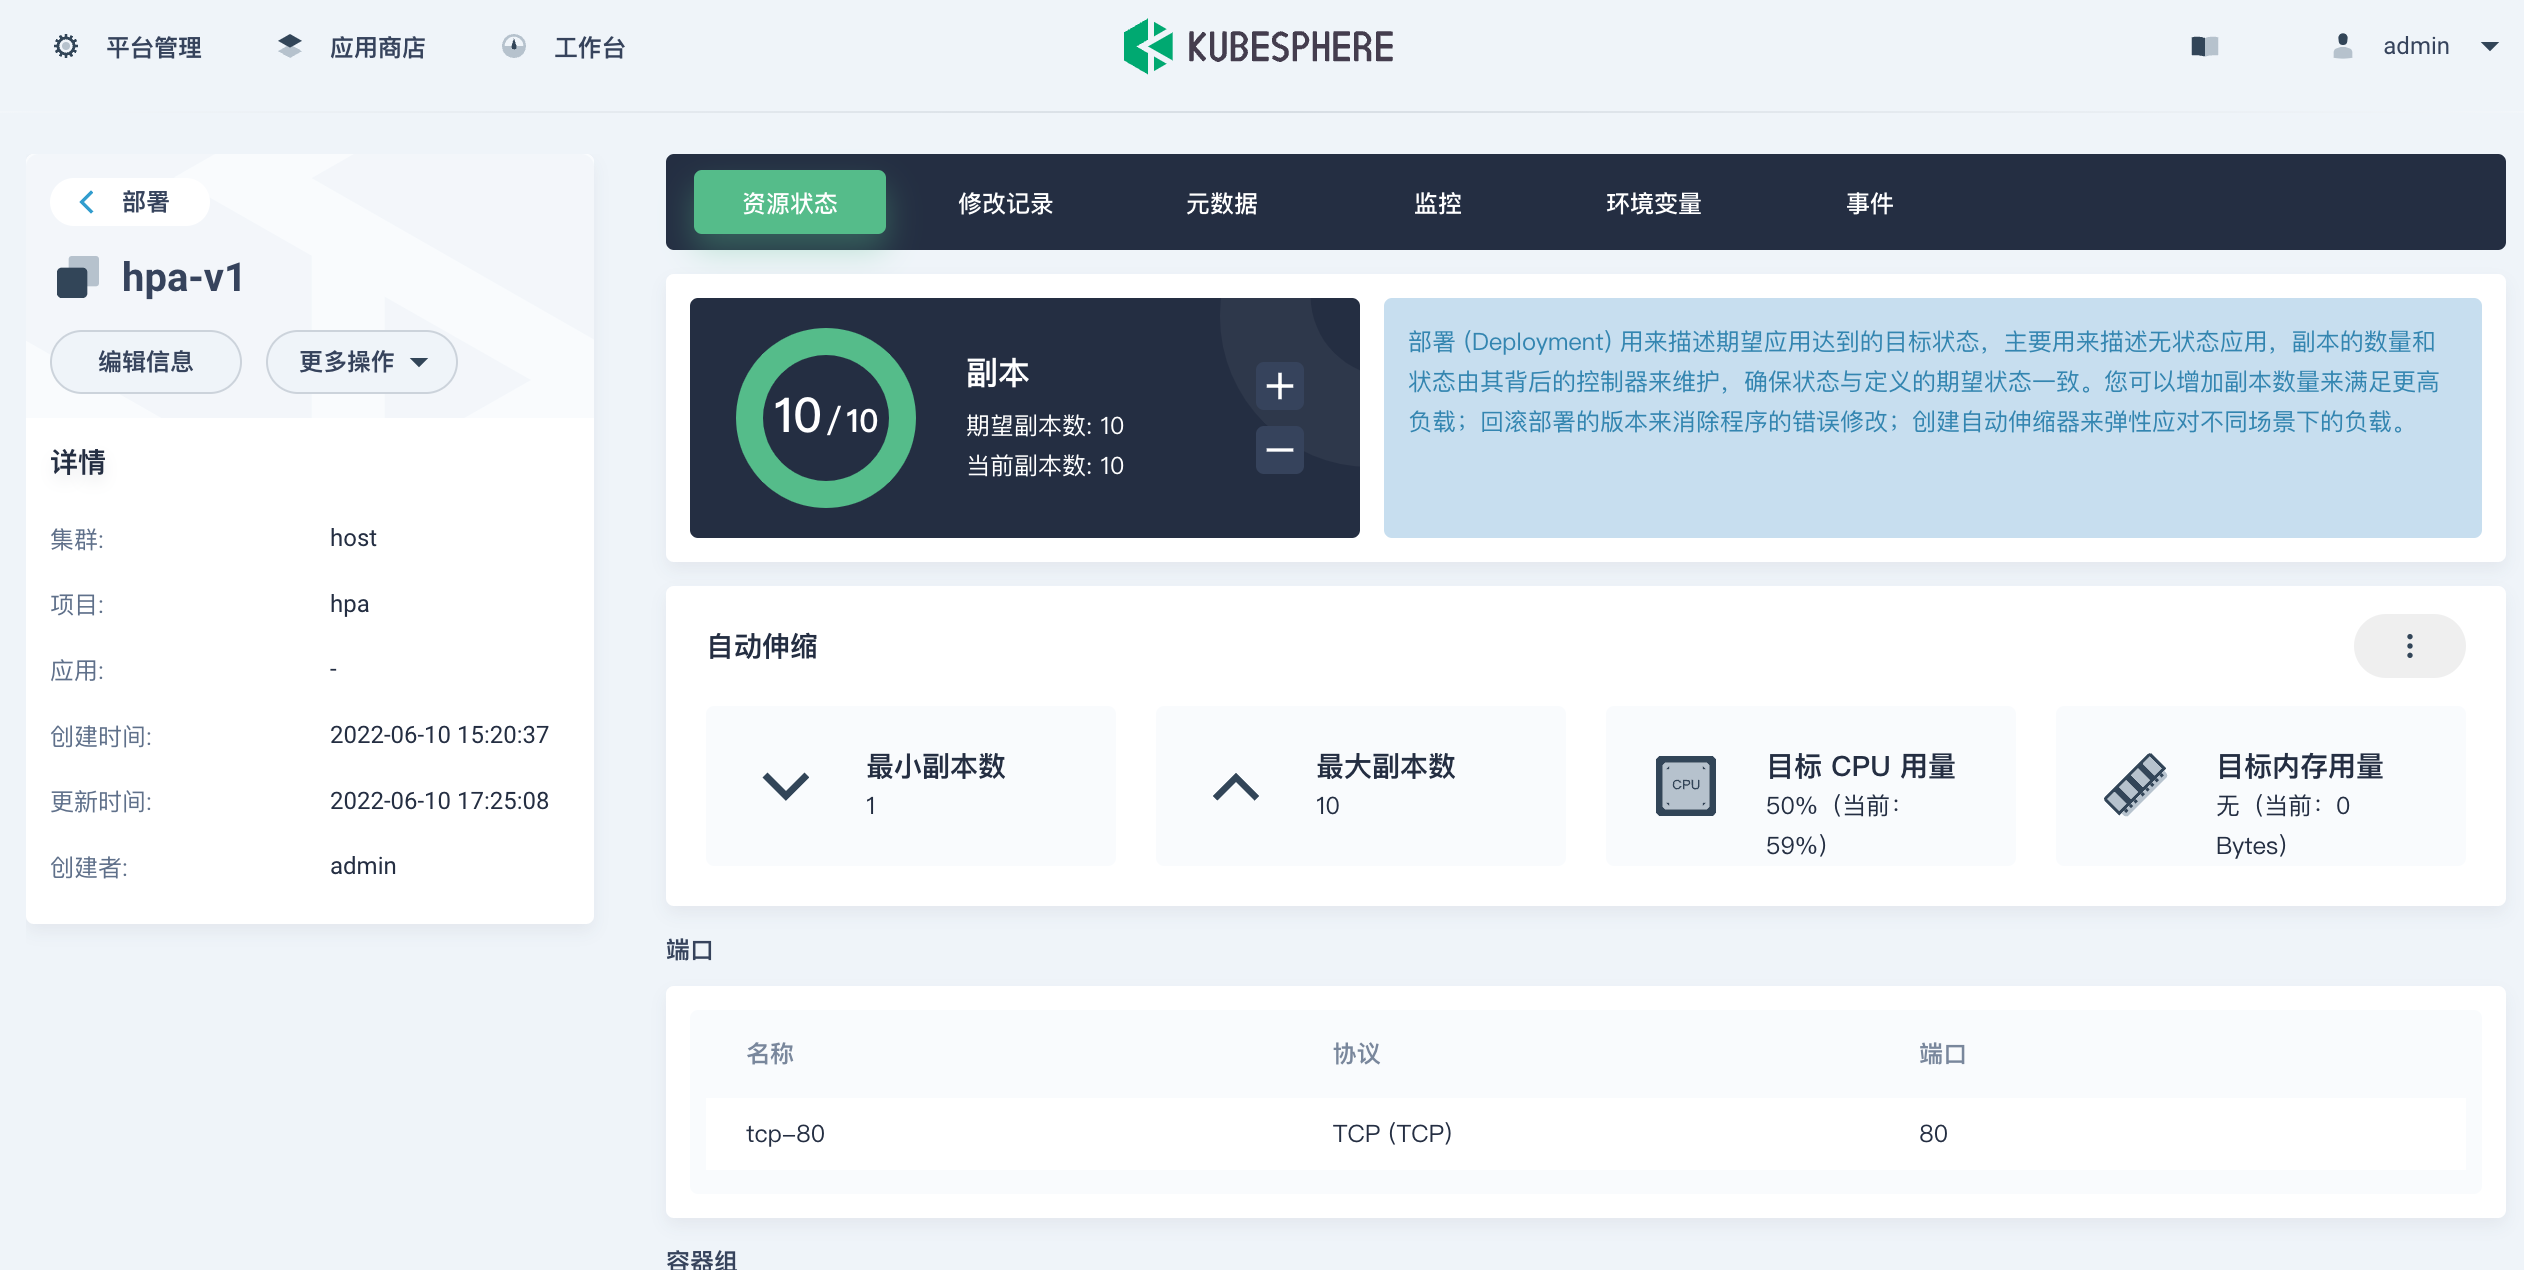 平台管理
应用商店
工作台
KUBESPHERE
admin
部署
hpa-v1
编辑信息
更多操作
详情
集群:
host
项目:
hpa
应用:
-
创建时间:
2022-06-10 15:20:37
更新时间:
2022-06-10 17:25:08
创建者:
admin
资源状态
修改记录
元数据
监控
环境变量
事件
10/10
副本
期望副本数: 10
当前副本数: 10
部署 (Deployment) 用来描述期望应用达到的目标状态，主要用来描述无状态应用，副本的数量和
状态由其背后的控制器来维护，确保状态与定义的期望状态一致。您可以增加副本数量来满足更高
负载；回滚部署的版本来消除程序的错误修改；创建自动伸缩器来弹性应对不同场景下的负载。
自动伸缩
最小副本数
1
最大副本数
10
CPU
目标 CPU 用量
50%（当前：
59%）
目标内存用量
无（当前：0
Bytes）
端口
名称
协议
端口
tcp-80
TCP (TCP)
80
容器组